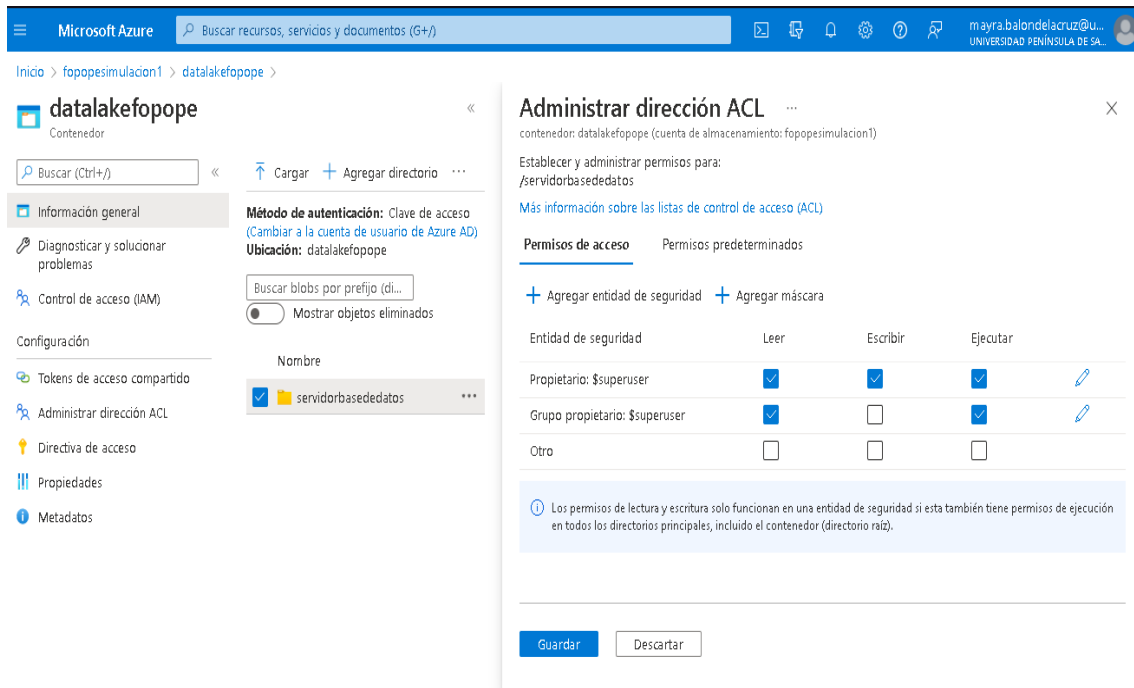 Microsoft Azure
Buscar recursos, servicios y documentos (G+/)
mayra.balondelacruz@u...
UNIVERSIDAD PENÍNSULA DE SA...
Inicio > fopopesimulacion1 > datalakefopope >
datalakefopope
Contenedor
Buscar (Ctrl+/)
Información general
Diagnosticar y solucionar
problemas
Control de acceso (IAM)
Configuración
Tokens de acceso compartido
Administrar dirección ACL
Directiva de acceso
Propiedades
Metadatos
Cargar
Agregar directorio
Método de autenticación: Clave de acceso
(Cambiar a la cuenta de usuario de Azure AD)
Ubicación: datalakefopope
Buscar blobs por prefijo (di...
Mostrar objetos eliminados
Nombre
servidorbasededatos
Administrar dirección ACL
contenedor: datalakefopope (cuenta de almacenamiento: fopopesimulacion1)
Establecer y administrar permisos para:
/servidorbasededatos
Más información sobre las listas de control de acceso (ACL)
Permisos de acceso Permisos predeterminados
Agregar entidad de seguridad Agregar máscara
Entidad de seguridad Leer Escribir Ejecutar
Propietario: $superuser
Grupo propietario: $superuser
Otro
Los permisos de lectura y escritura solo funcionan en una entidad de seguridad si esta también tiene permisos de ejecución
en todos los directorios principales, incluido el contenedor (directorio raíz).
Guardar Descartar